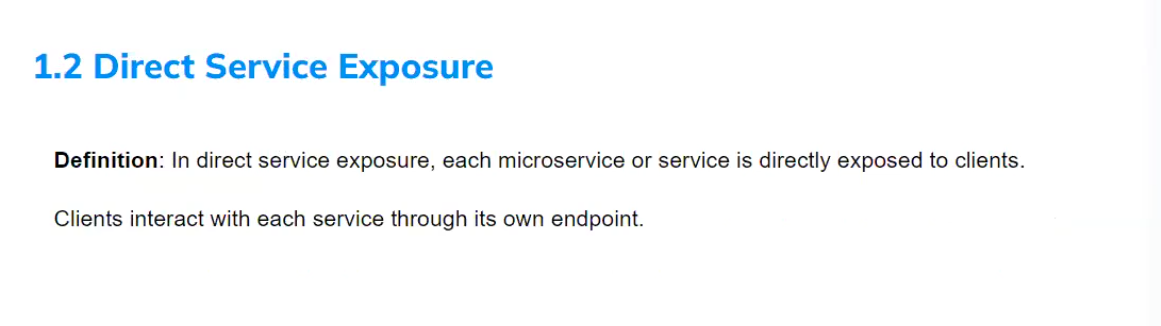 1.2 Direct Service Exposure
Definition: In direct service exposure, each microservice or service is directly exposed to clients.
Clients interact with each service through its own endpoint.